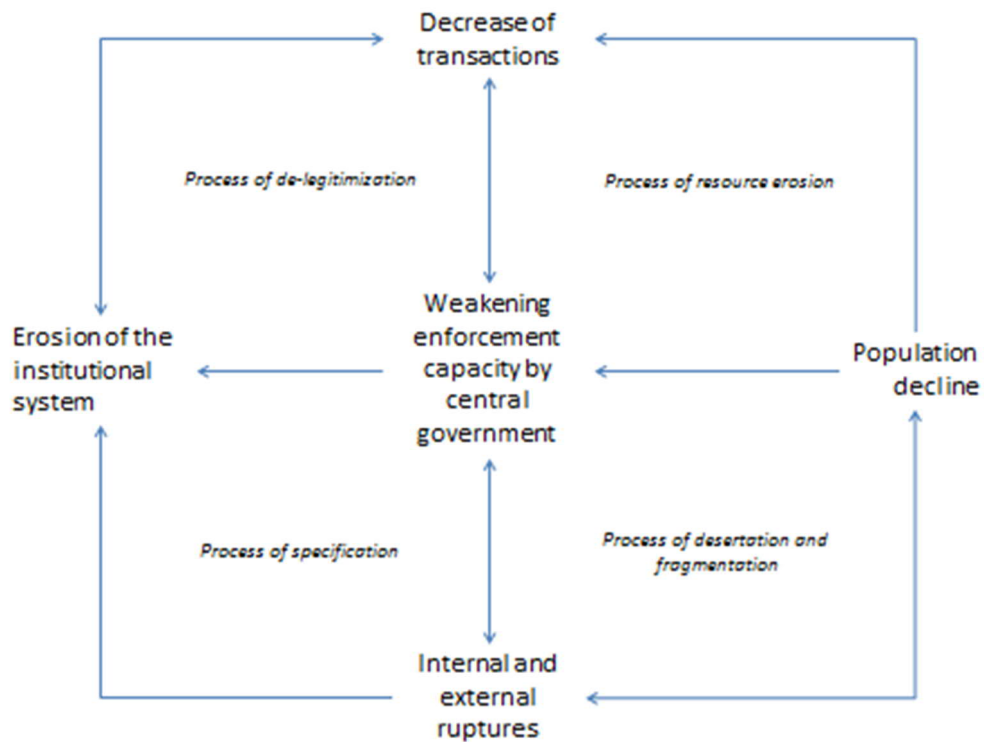 Decrease of
transactions
Process of de-legitimization
Process of resource erosion
Weakening
enforcement
capacity by
central
government
Erosion of the
institutional
system
Population
decline
Process of specification
Process of desertation and
fragmentation
Internal and
external
ruptures